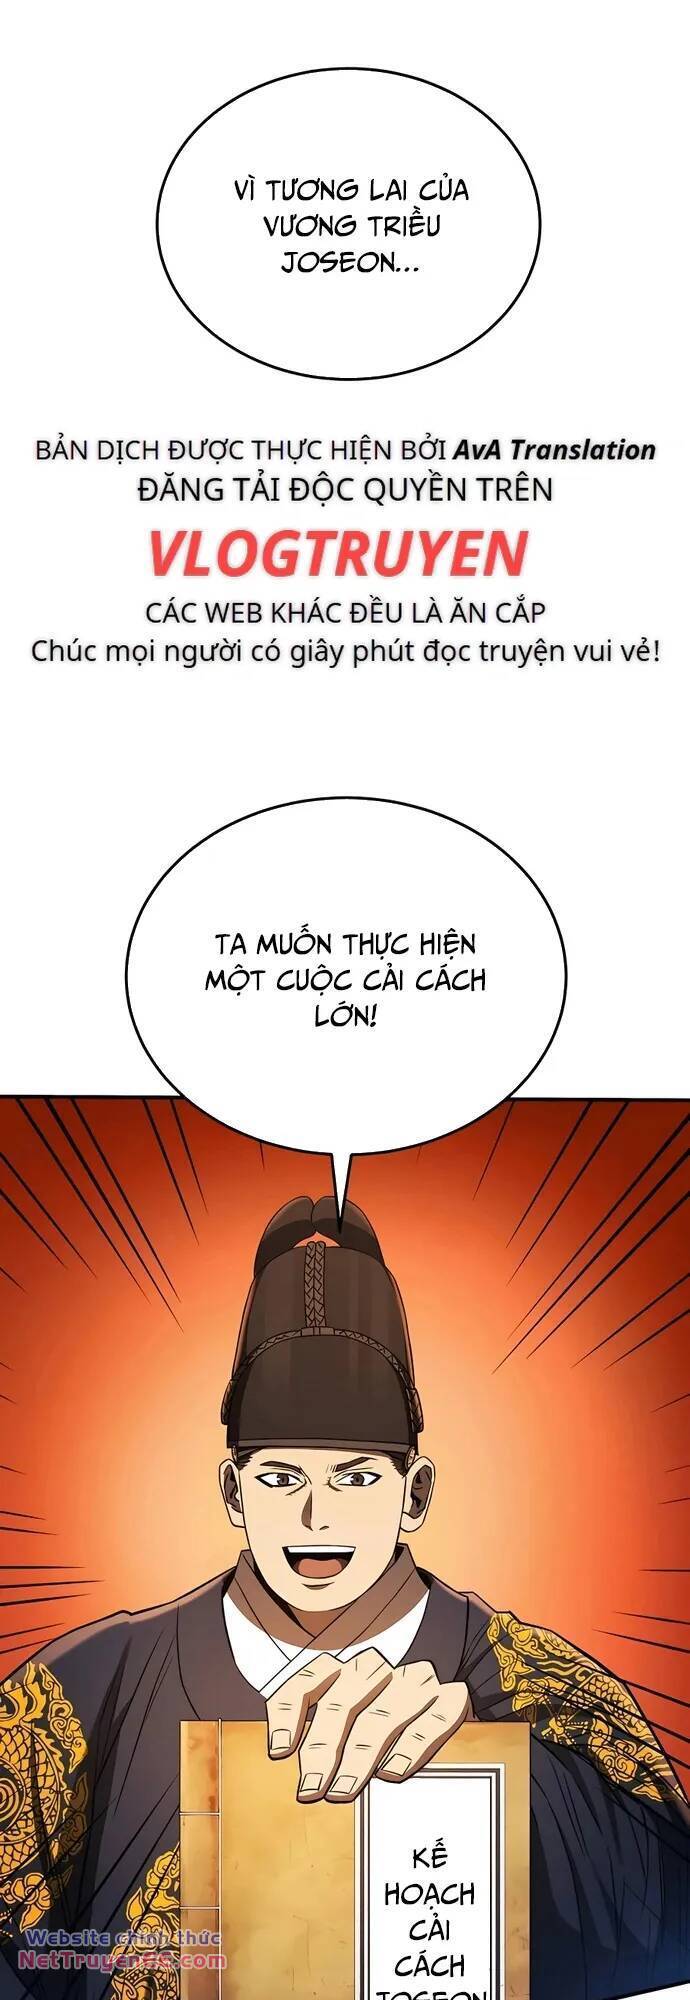 VÌ TƯƠNG LAI CỦA
VƯƠNG TRIỀU
JOSEON...
BẢN DỊCH ĐƯỢC THỰC HIỆN BỞI AvA Translation
ĐĂNG TẢI ĐỘC QUYỀN TRÊN
VLOGTRUYEN
CÁC WEB KHÁC ĐỀU LÀ ĂN CẮP
Chúc mọi người có giây phút đọc truyện vui vẻ!
TA MUỐN THỰC HIỆN
MỘT CUỘC CẢI CÁCH
LỚN!
KẾ
HOẠCH
CẢI
CÁCH
JOSEON
Website chính thức
NetTruyen86.com